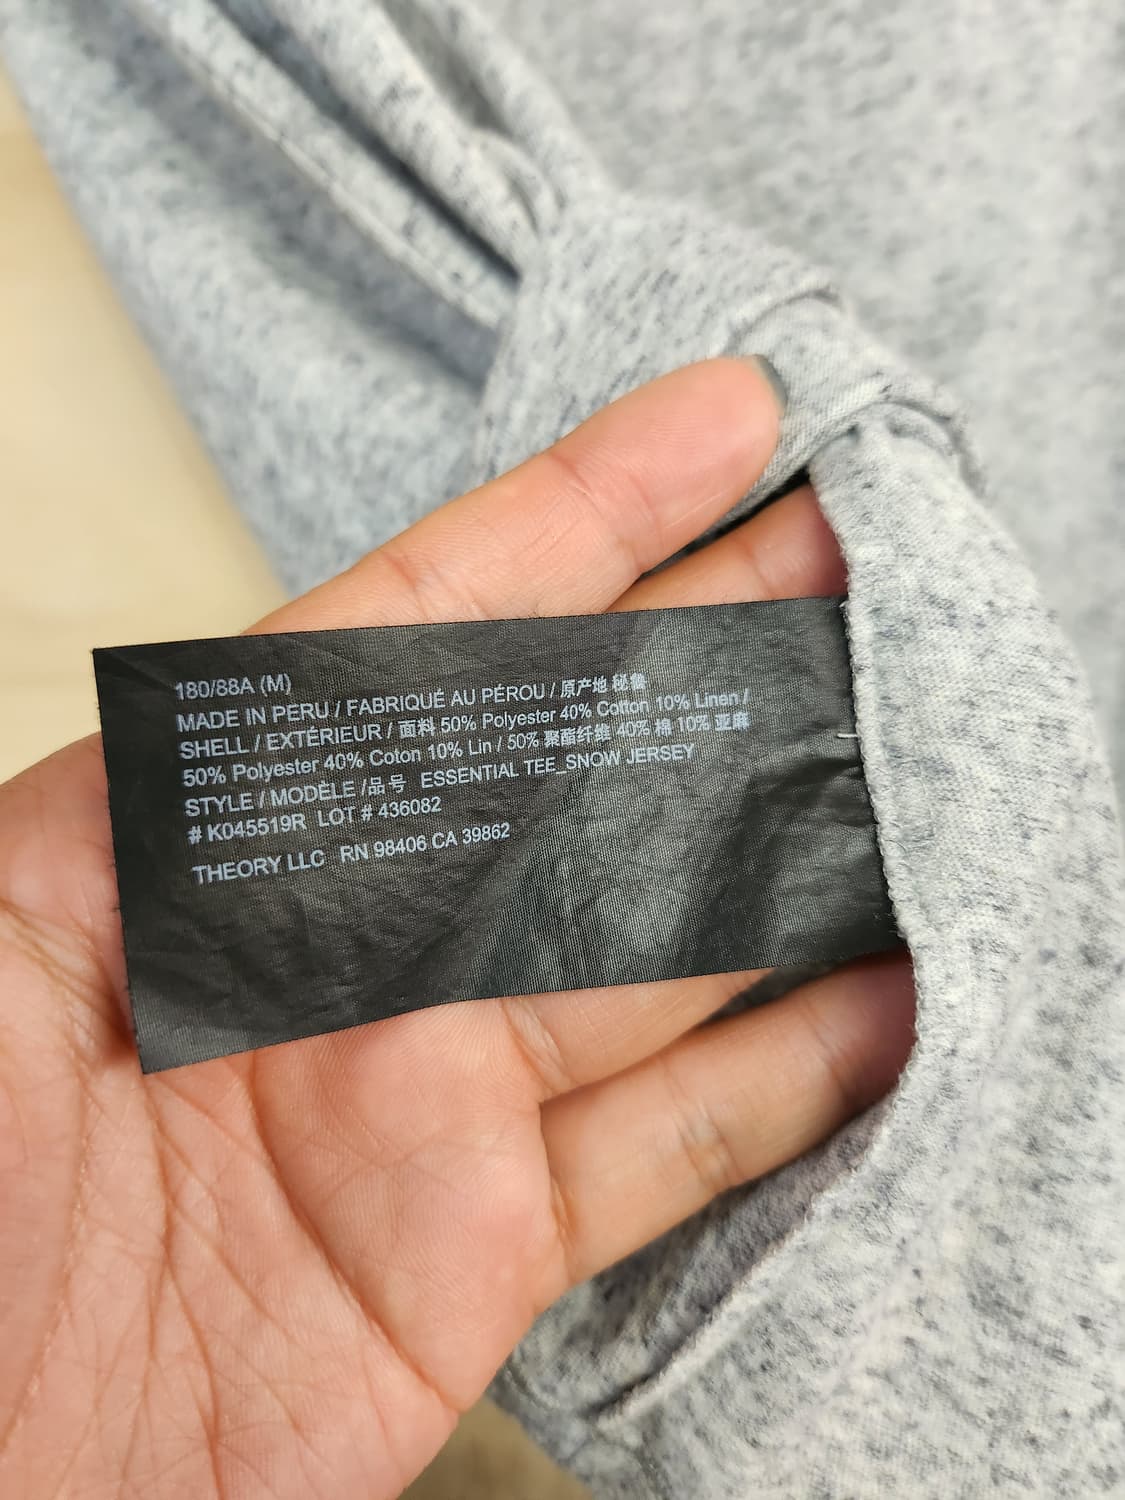 180/88A (M)
MADE IN PERU / FABRIQUÉ AU PÉROU / 原产地 秘鲁
SHELL / EXTÉRIEUR / 面料 50% Polyester 40% Cotton 10% Linen /
50% Polyester 40% Coton 10% Lin / 50% 聚酯纤维 40% 棉 10% 亚麻
STYLE / MODÈLE /品号 ESSENTIAL TEE_SNOW JERSEY
# K045519R LOT # 436082
THEORY LLC RN 98406 CA 39862